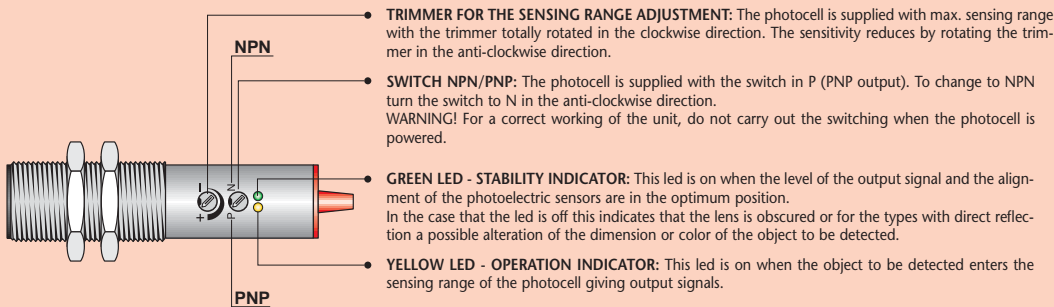 TRIMMER FOR THE SENSING RANGE ADJUSTMENT: The photocell is supplied with max. sensing range
with the trimmer totally rotated in the clockwise direction. The sensitivity reduces by rotating the trim-
mer in the anti-clockwise direction.
NPN
SWITCH NPN/PNP: The photocell is supplied with the switch in P (PNP output). To change to NPN
turn the switch to N in the anti-clockwise direction.
WARNING! For a correct working of the unit, do not carry out the switching when the photocell is
powered.
- N
+ P
GREEN LED - STABILITY INDICATOR: This led is on when the level of the output signal and the align-
ment of the photoelectric sensors are in the optimum position.
In the case that the led is off this indicates that the lens is obscured or for the types with direct reflec-
tion a possible alteration of the dimension or color of the object to be detected.
YELLOW LED - OPERATION INDICATOR: This led is on when the object to be detected enters the
sensing range of the photocell giving output signals.
PNP